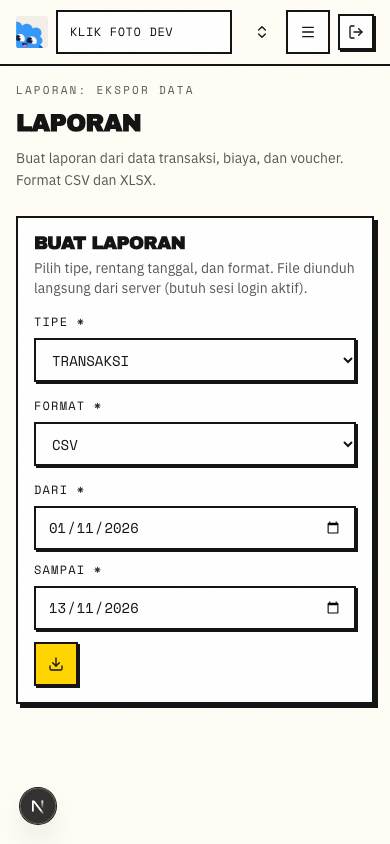 KLIK FOTO DEV
LAPORAN: EKSPOR DATA
LAPORAN
Buat laporan dari data transaksi, biaya, dan voucher.
Format CSV dan XLSX.
BUAT LAPORAN
Pilih tipe, rentang tanggal, dan format. File diunduh
langsung dari server (butuh sesi login aktif).
TIPE *
TRANSAKSI
FORMAT *
CSV
DARI *
01/11/2026
SAMPAI *
13/11/2026
N